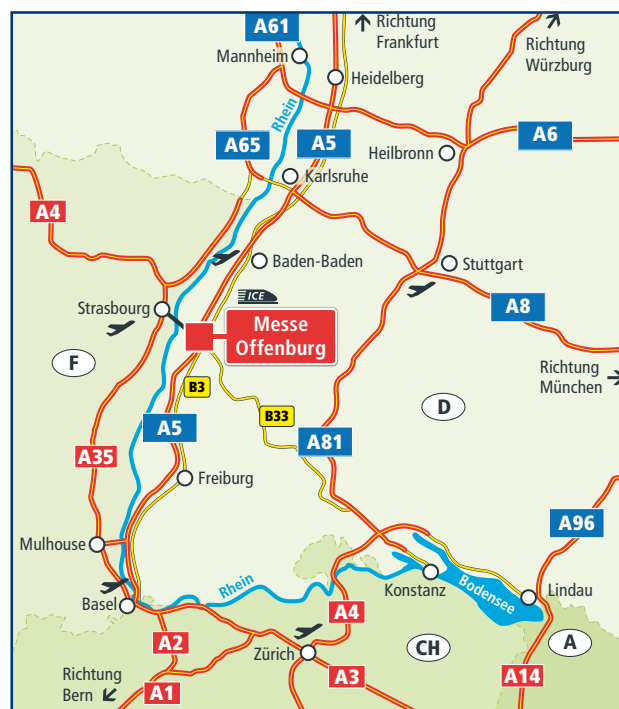 A61
Richtung
Frankfurt
Richtung
Würzburg
Mannheim
Heidelberg
Rhein
A65
A5
A6
Heilbronn
Karlsruhe
A4
Baden-Baden
Stuttgart
ICE
Strasbourg
A8
Messe
Offenburg
F
Richtung
München
B3
D
B33
A5
A81
A35
Freiburg
A96
Mulhouse
Rhein
Konstanz
Bodensee
Lindau
Basel
A4
A2
Zürich
CH
A
Richtung
Bern
A1
A3
A14